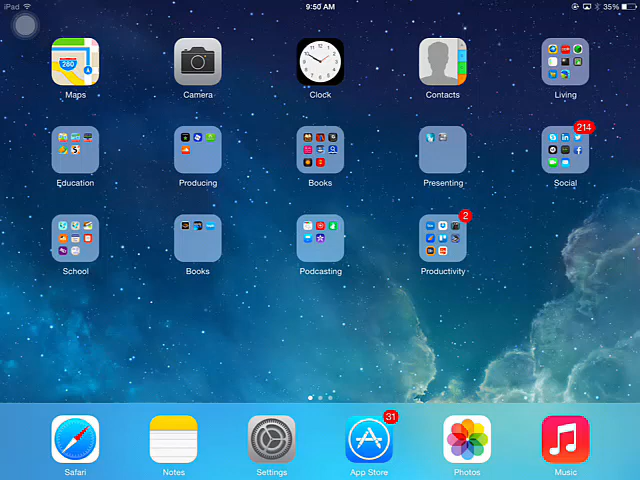 iPad 9:50 AM 35%
280
Maps Camera Clock Contacts Living
214
Education Producing Books Presenting Social
2
School Books Podcasting Productivity
31
Safari Notes Settings App Store Photos Music